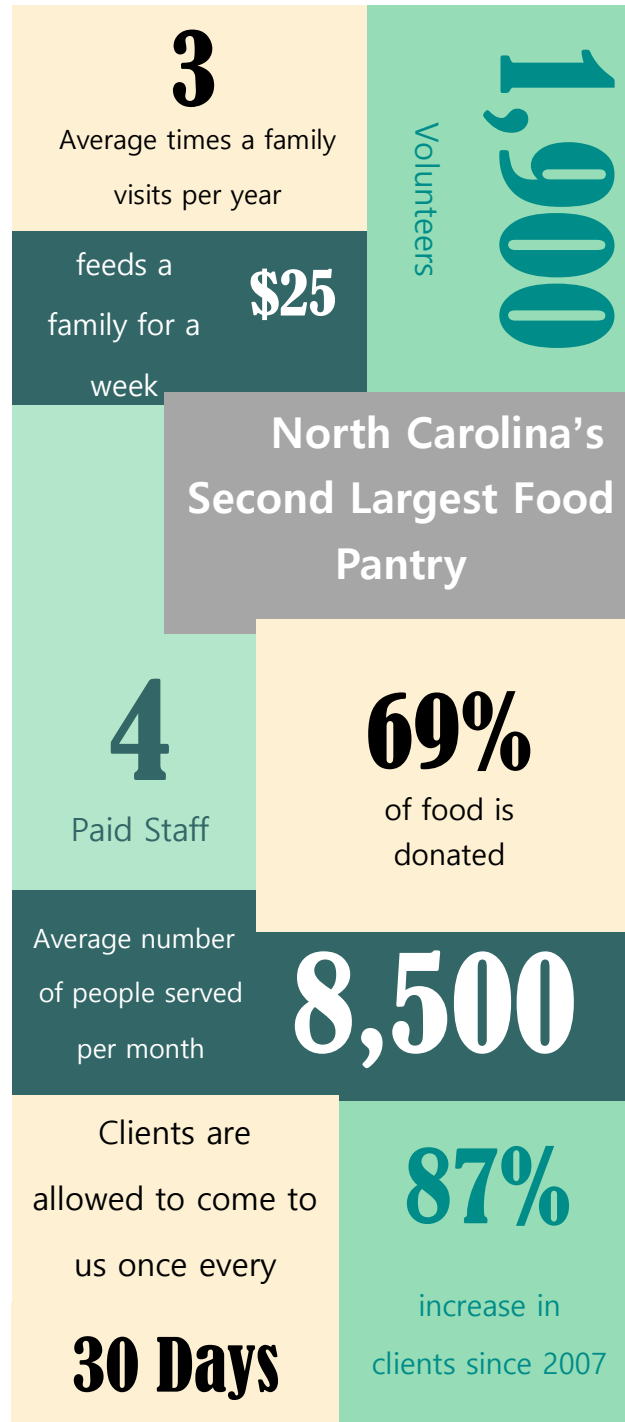 3
Average times a family
visits per year
1,900
Volunteers
feeds a
family for a
week
$25
North Carolina’s
Second Largest Food
Pantry
4
Paid Staff
69%
of food is
donated
Average number
of people served
per month
8,500
Clients are
allowed to come to
us once every
30 Days
87%
increase in
clients since 2007